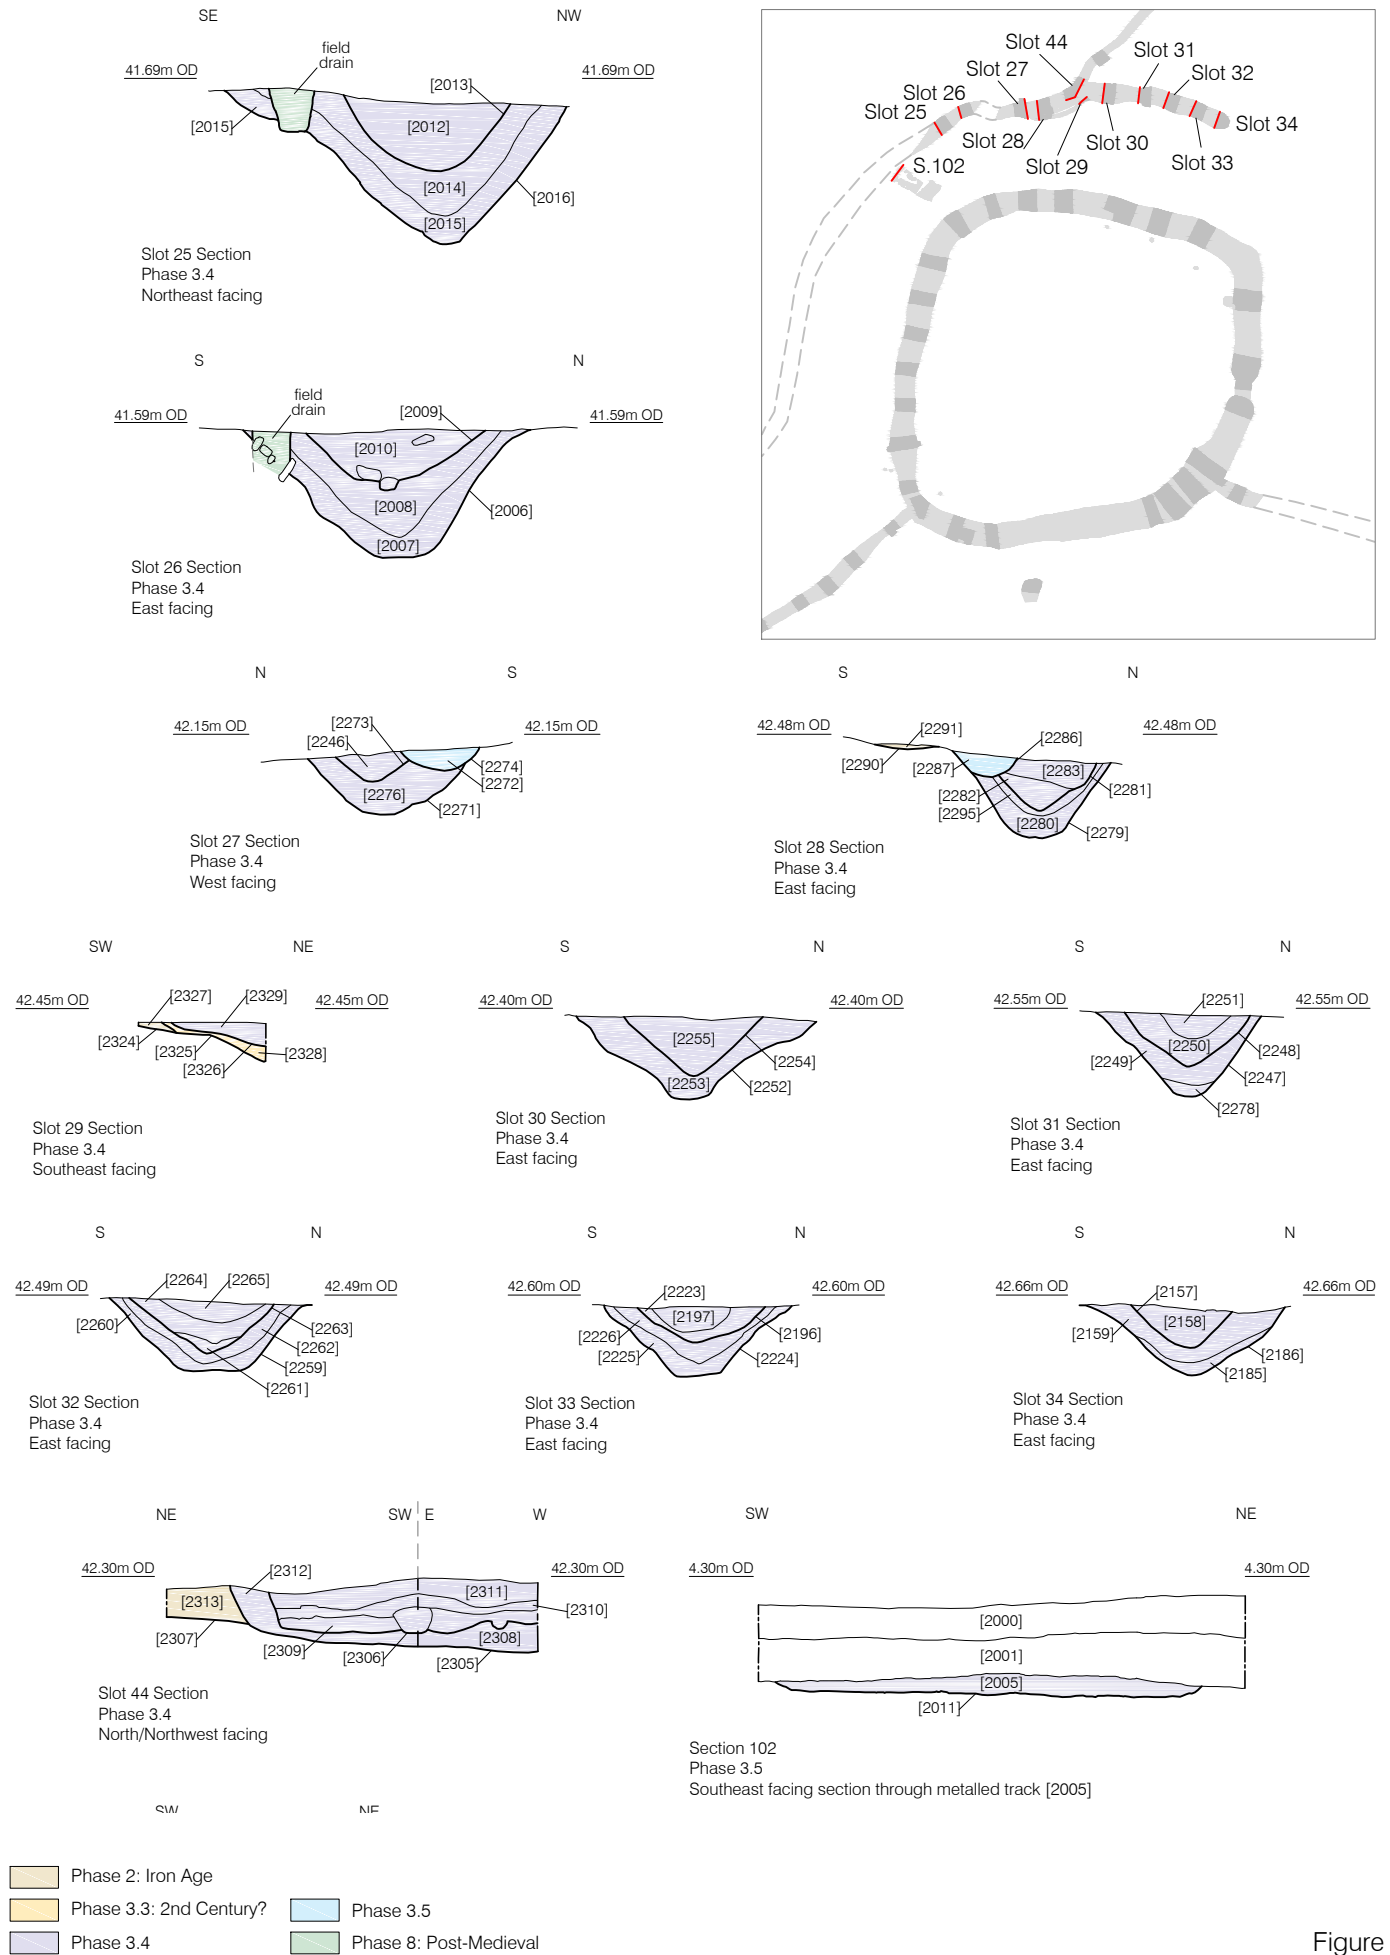 SE NW
field
drain
41.69m OD 41.69m OD
[2013]
[2015] [2012]
[2014]
[2016]
[2015]
Slot 25 Section
Phase 3.4
Northeast facing
Slot 31
Slot 44
Slot 27 Slot 32
Slot 26
Slot 25 Slot 34
Slot 28 Slot 30
S.102 Slot 29 Slot 33
S N
field
drain
41.59m OD 41.59m OD
[2009]
[2010]
[2008] [2006]
[2007]
Slot 26 Section
Phase 3.4
East facing
N S
42.15m OD 42.15m OD
[2273]
[2246]
[2274]
[2272]
[2276]
[2271]
Slot 27 Section
Phase 3.4
West facing
S N
42.48m OD 42.48m OD
[2291]
[2286]
[2290] [2287] [2283]
[2282] [2281]
[2295]
[2280] [2279]
Slot 28 Section
Phase 3.4
East facing
SW NE
42.45m OD 42.45m OD
[2327] [2329]
[2324]
[2325] [2328]
[2326]
Slot 29 Section
Phase 3.4
Southeast facing
S N
42.40m OD 42.40m OD
[2255]
[2254]
[2253] [2252]
Slot 30 Section
Phase 3.4
East facing
S N
42.55m OD 42.55m OD
[2251]
[2250] [2248]
[2249]
[2247]
[2278]
Slot 31 Section
Phase 3.4
East facing
S N
42.49m OD 42.49m OD
[2264] [2265]
[2260] [2263]
[2262]
[2259]
[2261]
Slot 32 Section
Phase 3.4
East facing
S N
42.60m OD 42.60m OD
[2223]
[2197]
[2226] [2196]
[2225] [2224]
Slot 33 Section
Phase 3.4
East facing
S N
42.66m OD 42.66m OD
[2157]
[2158]
[2159]
[2186]
[2185]
Slot 34 Section
Phase 3.4
East facing
NE SW E W
42.30m OD 42.30m OD
[2312]
[2311]
[2313]
[2310]
[2307] [2308]
[2309] [2306] [2305]
Slot 44 Section
Phase 3.4
North/Northwest facing
SW NE
4.30m OD 4.30m OD
[2000]
[2001]
[2005]
[2011]
Section 102
Phase 3.5
Southeast facing section through metalled track [2005]
SW NE
Phase 2: Iron Age
Phase 3.3: 2nd Century? Phase 3.5
Phase 3.4 Phase 8: Post-Medieval
Figure